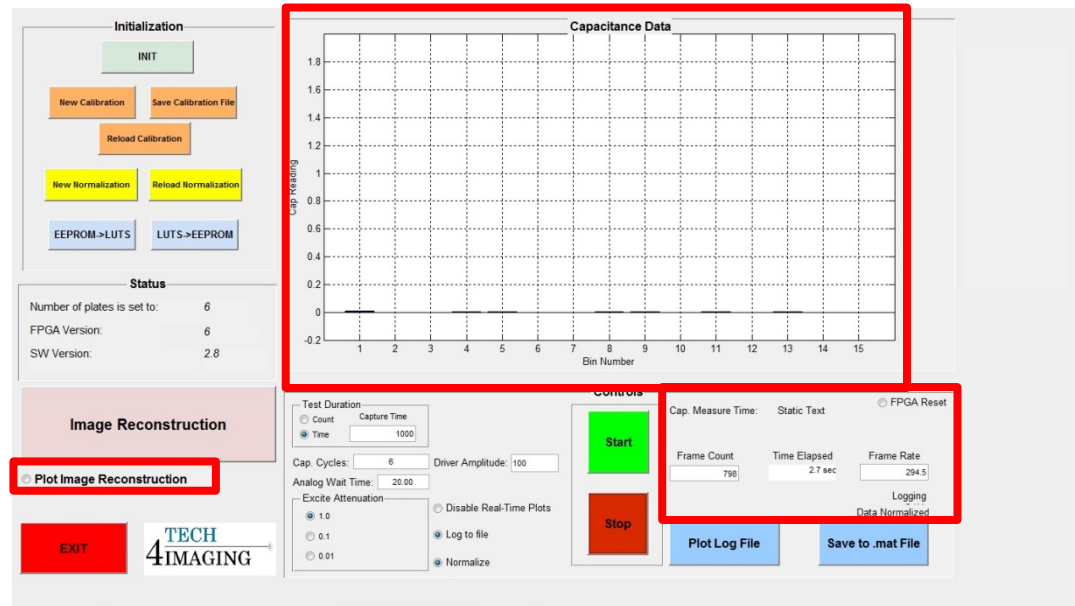 Initialization
INIT
New Calibration
Save Calibration File
Reload Calibration
New Normalization
Reload Normalization
EEPROM->LUTS
LUTS->EEPROM
Status
Number of plates is set to: 6
FPGA Version: 6
SW Version: 2.8
Image Reconstruction
Plot Image Reconstruction
EXIT
TECH
4IMAGING
Capacitance Data
Cap Reading
1.8
1.6
1.4
1.2
1
0.8
0.6
0.4
0.2
0
-0.2
1 2 3 4 5 6 7 8 9 10 11 12 13 14 15
Bin Number
Test Duration
Count
Capture Time
Time
1000
Cap. Cycles: 6
Driver Amplitude: 100
Analog Wait Time: 20.00
Excite Attenuation
1.0
0.1
0.01
Disable Real-Time Plots
Log to file
Normalize
Controls
Start
Stop
Cap. Measure Time: Static Text
FPGA Reset
Frame Count
Time Elapsed
Frame Rate
798
2.7 sec
294.5
Logging
Data Normalized
Plot Log File
Save to .mat File